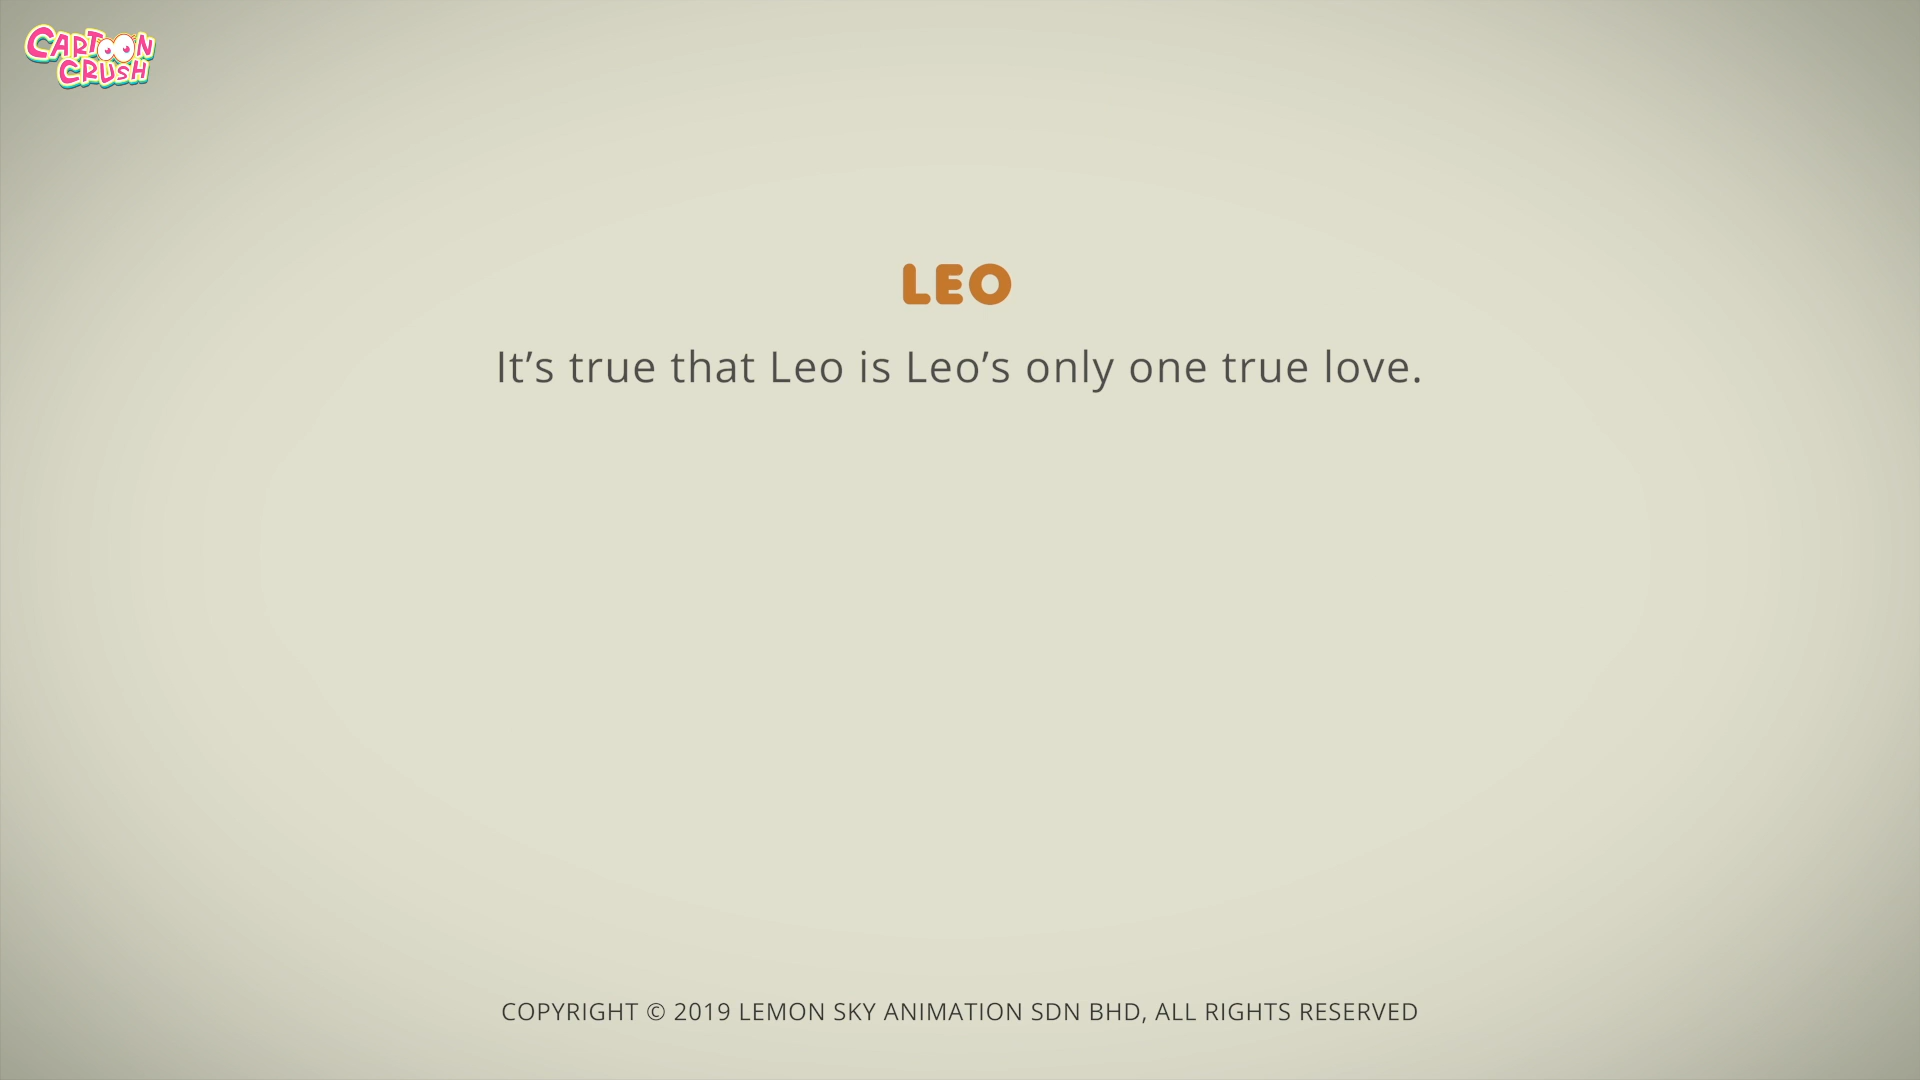 CARTOON
CRUSH
LEO
It’s true that Leo is Leo’s only one true love.
COPYRIGHT © 2019 LEMON SKY ANIMATION SDN BHD, ALL RIGHTS RESERVED